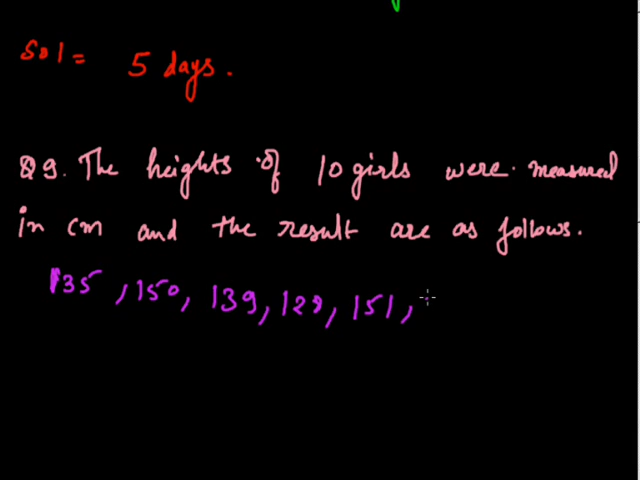 Sol = 5 days.
Q9. The heights of 10 girls were measured
in cm and the result are as follows.
135, 150, 139, 128, 151,